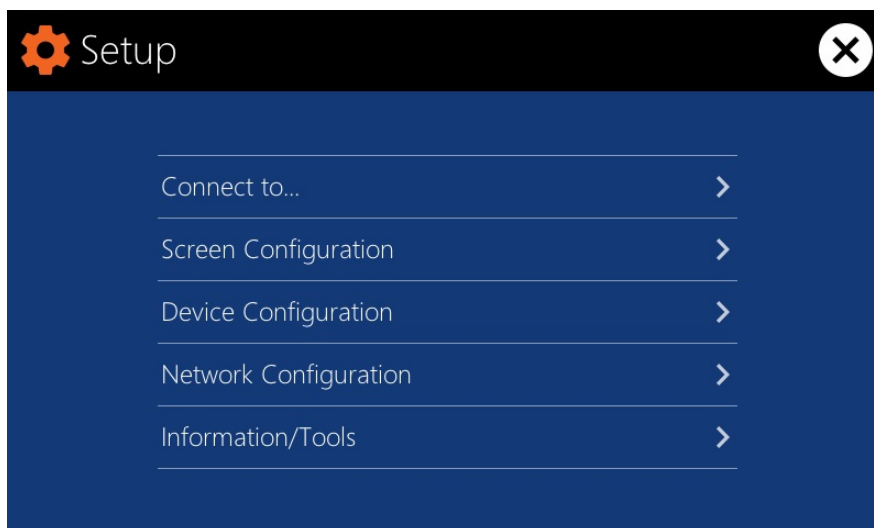 Setup
Connect to...
Screen Configuration
Device Configuration
Network Configuration
Information/Tools